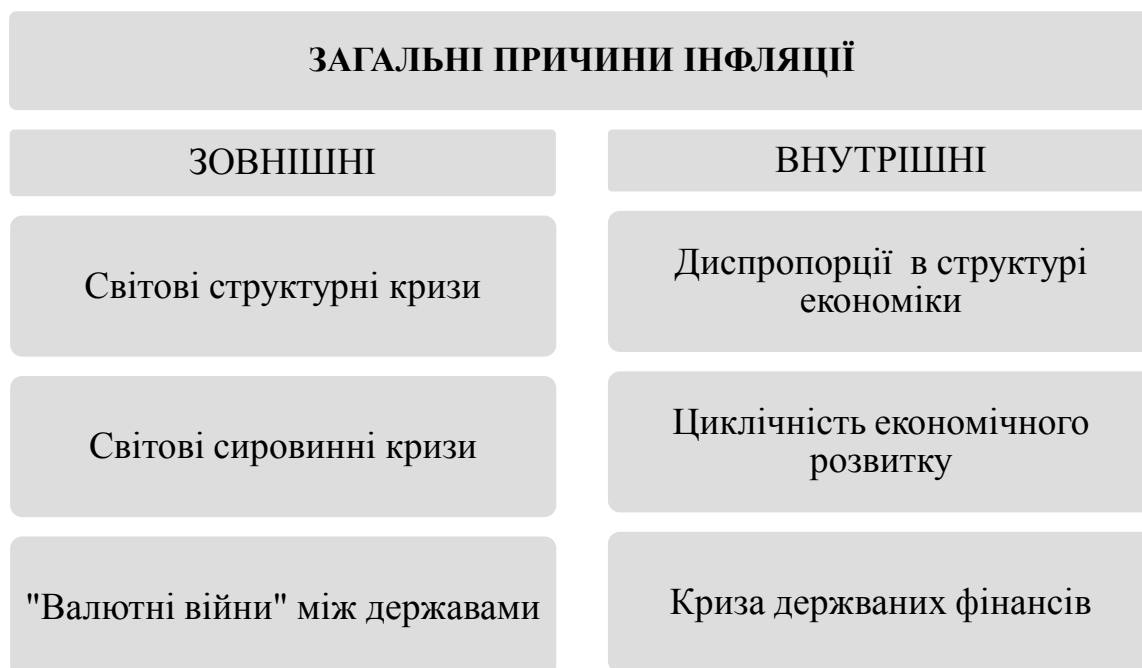 ЗАГАЛЬНІ ПРИЧИНИ ІНФЛЯЦІЇ
ЗОВНІШНІ
Світові структурні кризи
Світові сировинні кризи
"Валютні війни" між державами
ВНУТРІШНІ
Диспропорції в структурі
економіки
Циклічність економічного
розвитку
Криза держваних фінансів